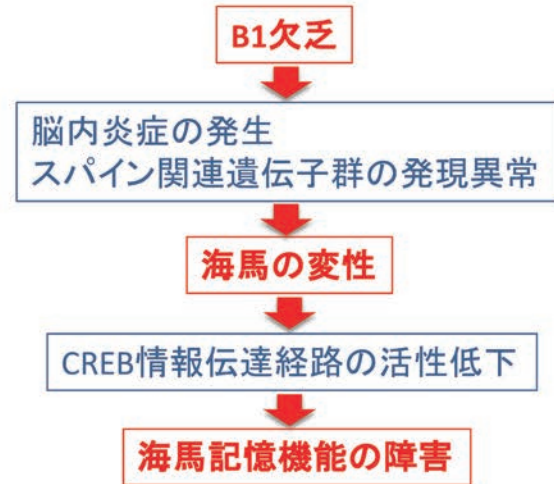 B1欠乏
脳内炎症の発生
スパイン関連遺伝子群の発現異常
海馬の変性
CREB情報伝達経路の活性低下
海馬記憶機能の障害